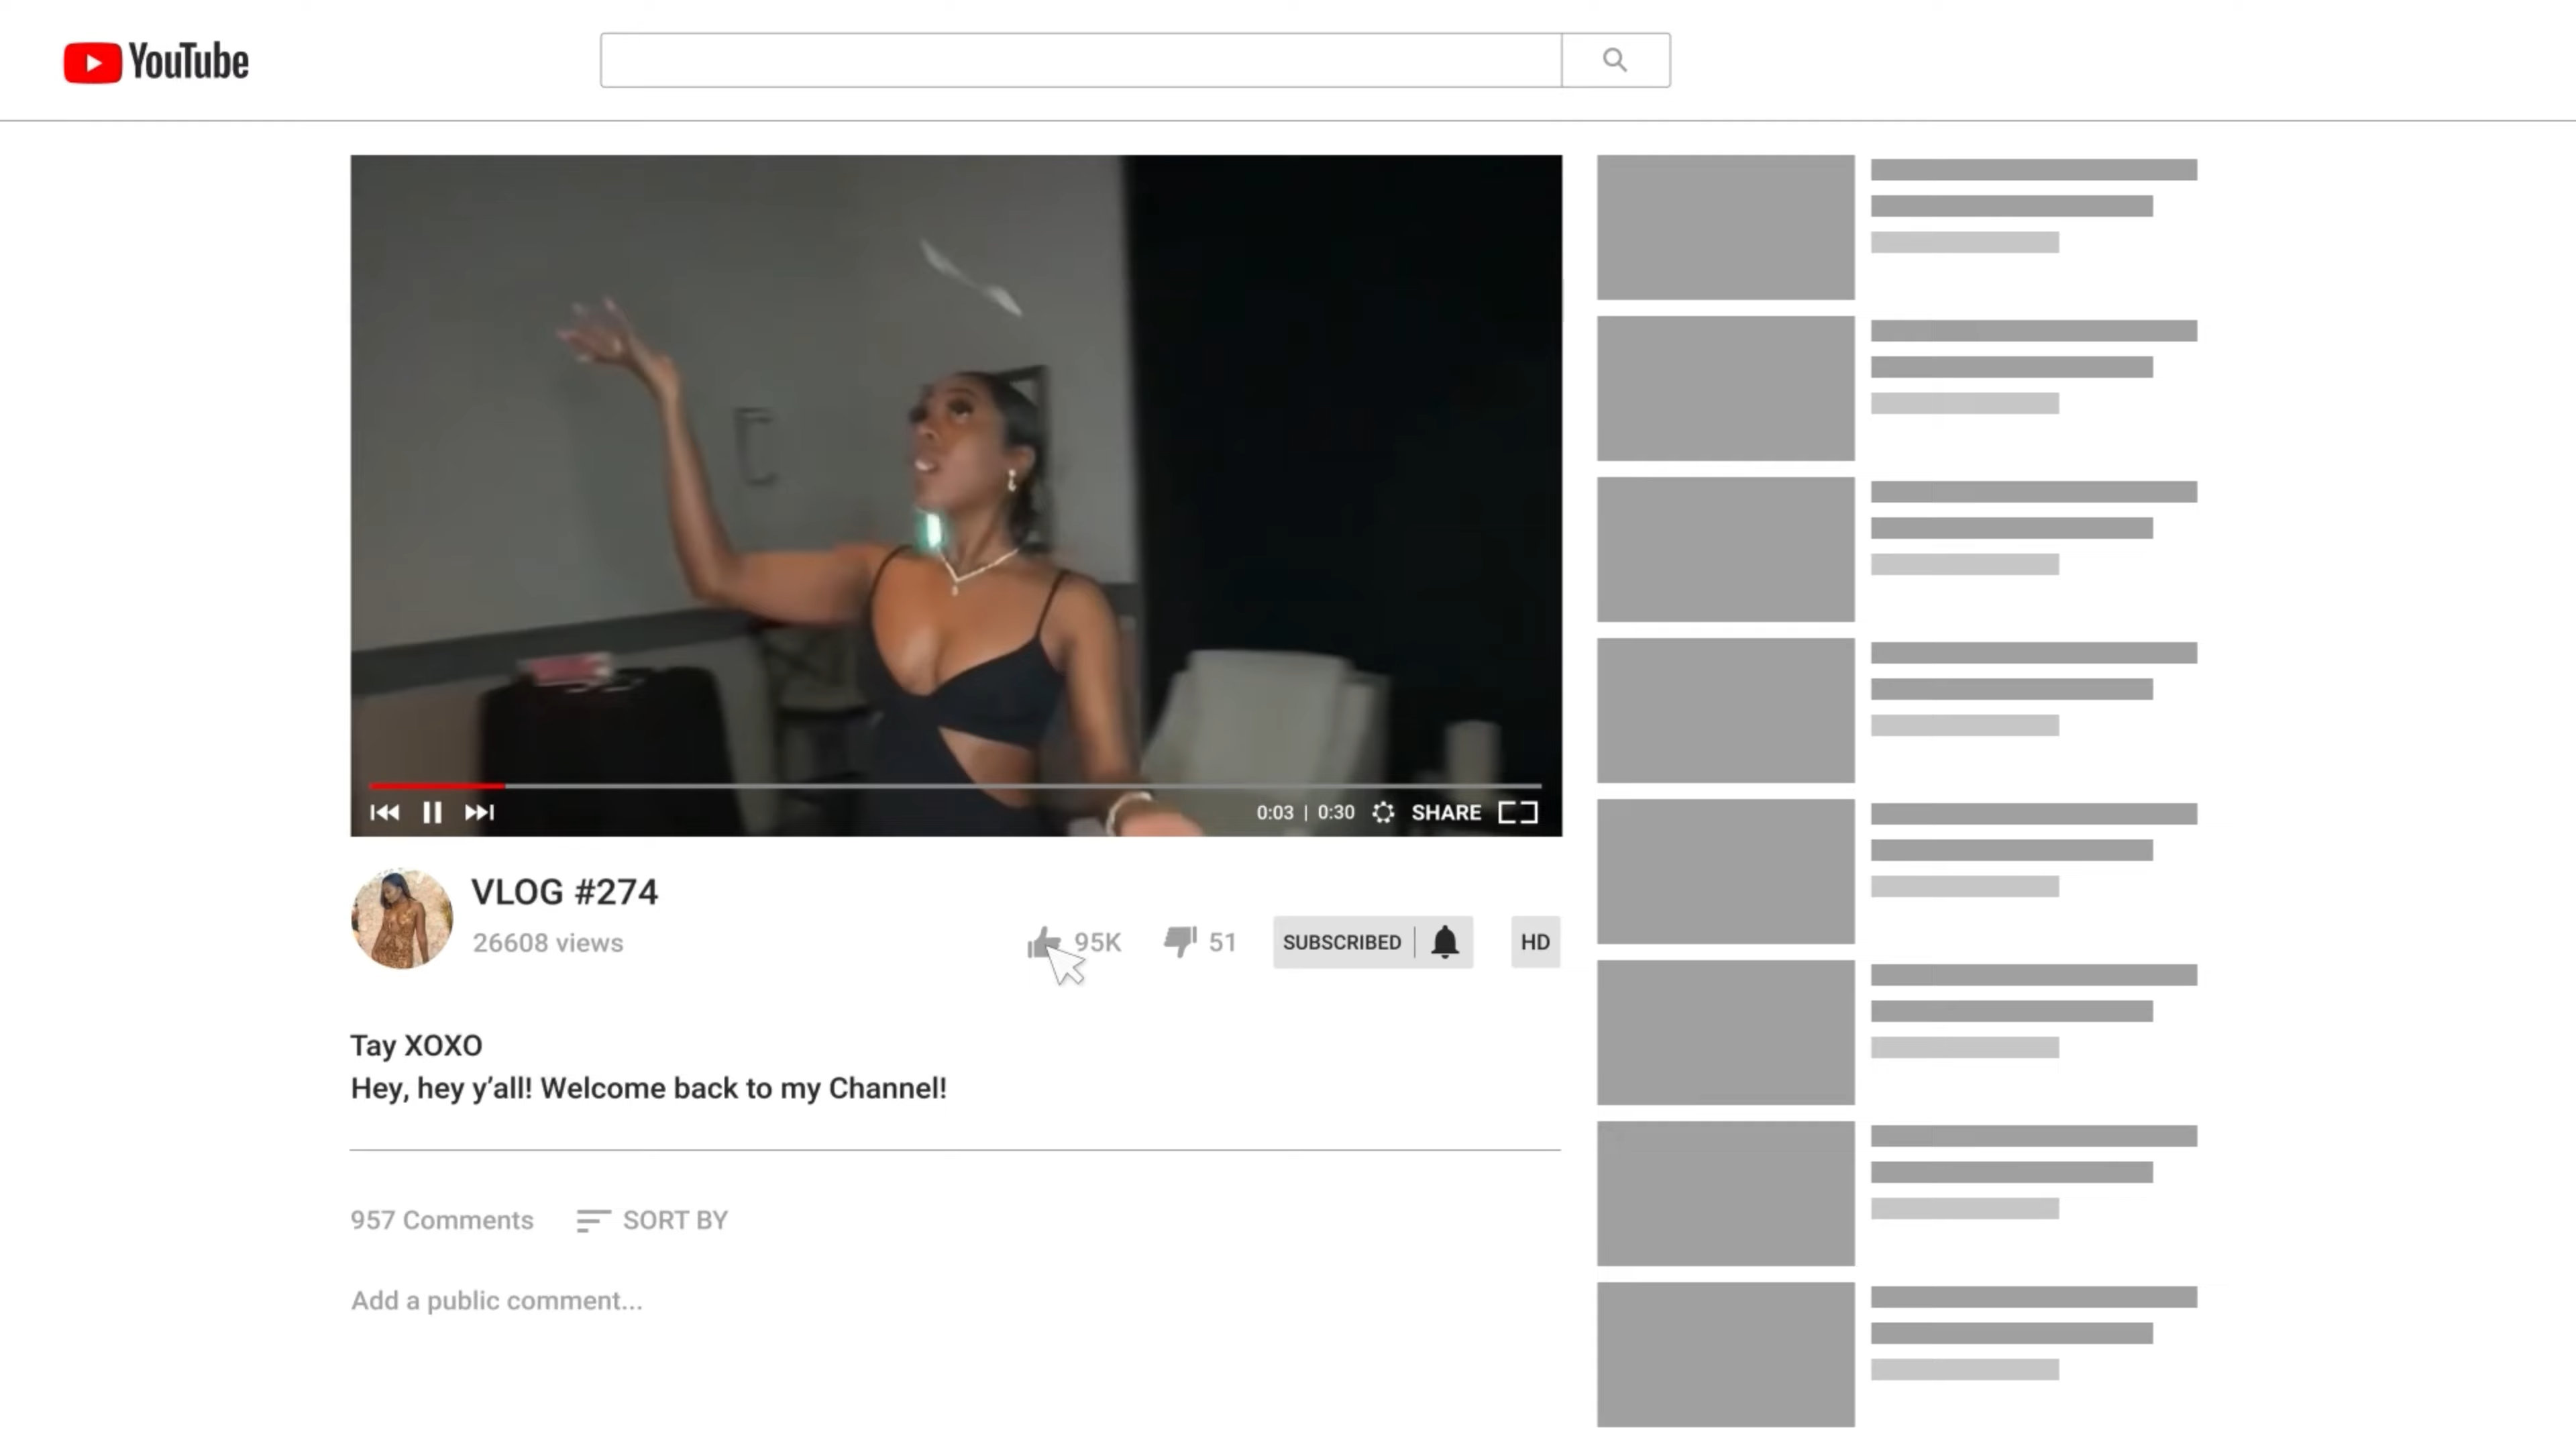 YouTube
0:03 | 0:30 SHARE
VLOG #274
26608 views
95K 51 SUBSCRIBED HD
Tay XOXO
Hey, hey y’all! Welcome back to my Channel!
957 Comments SORT BY
Add a public comment...